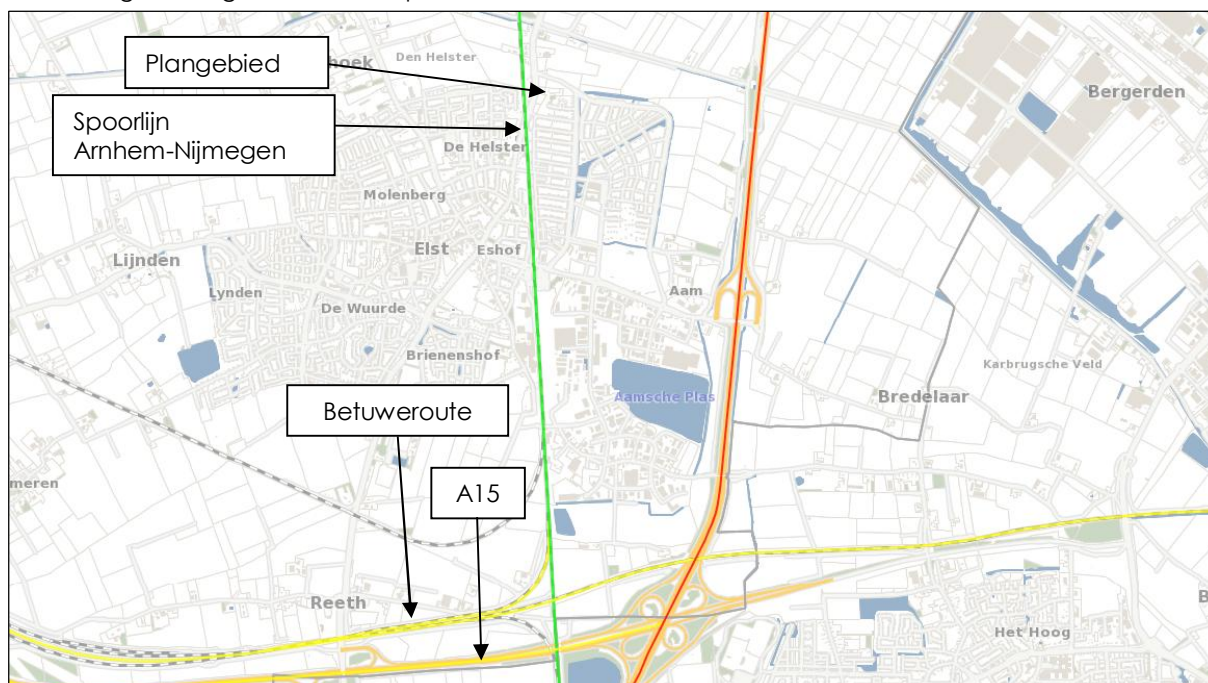 Plangebied
Den Helster
Bergerden
Spoorlijn
Arnhem-Nijmegen
De Helster
Molenberg
Elst
Eshof
Lijnden
Lynden
De Wuurde
Aam
Brienenshof
Karbrugsche Veld
Aamsche Plas
Bredelaar
Betuweroute
meren
A15
Reeth
Het Hoog
B